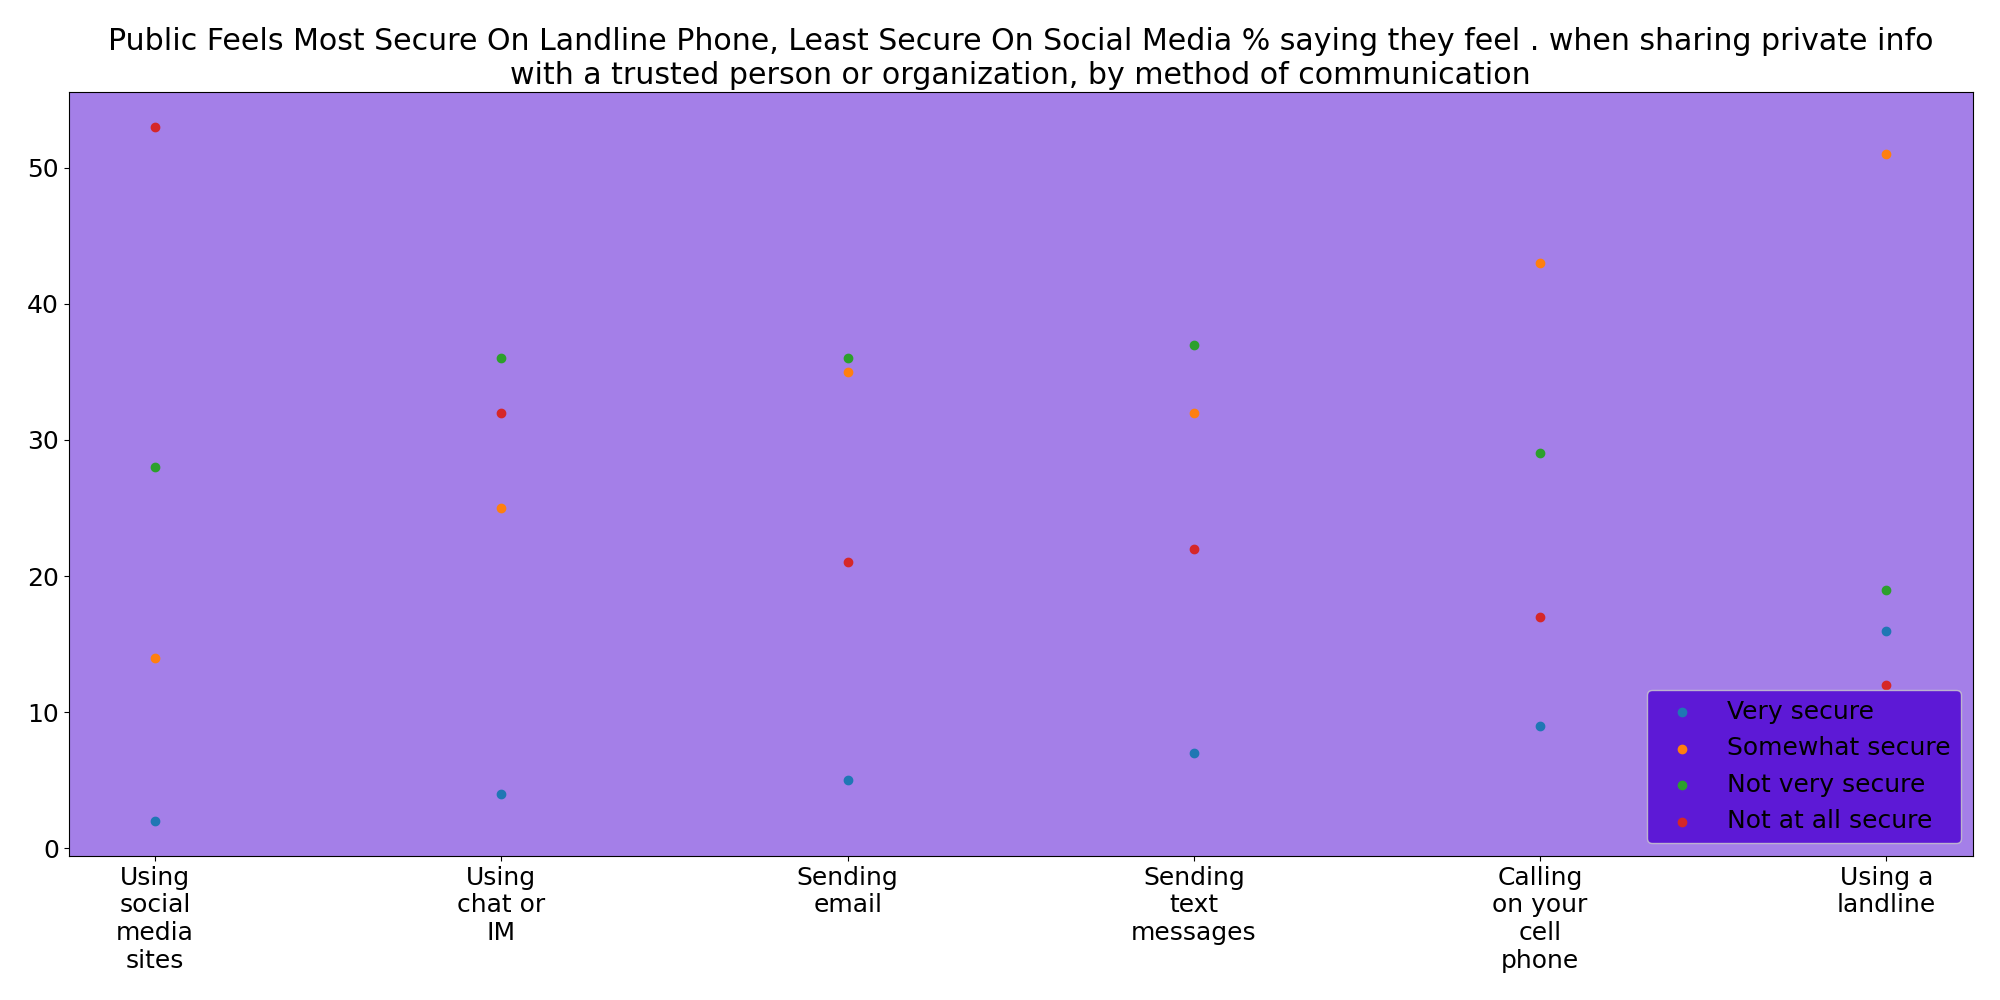 Public Feels Most Secure On Landline Phone, Least Secure On Social Media % saying they feel . when sharing private info
with a trusted person or organization, by method of communication
50
40
30
20
10
0
Very secure
Somewhat secure
Not very secure
Not at all secure
Using
social
media
sites
Using
chat or
IM
Sending
email
Sending
text
messages
Calling
on your
cell
phone
Using a
landline